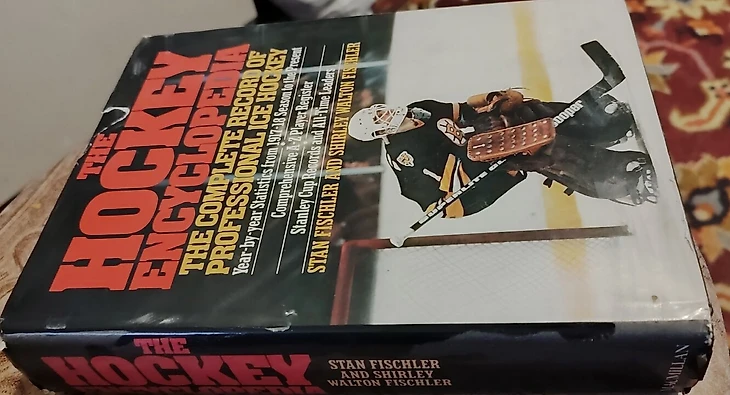 THE
HOCKEY
ENCYCLOPEDIA
THE COMPLETE RECORD OF
PROFESSIONAL ICE HOCKEY
Year-by-year Statistics from 1917-18 Season to the Present
Comprehensive A-Z Player Register
Stanley Cup Records and All-Time Leaders
STAN FISCHLER AND SHIRLEY WALTON FISCHLER
THE
HOCKEY
ENCYCLOPEDIA
STAN FISCHLER
AND SHIRLEY
WALTON FISCHLER
MACMILLAN